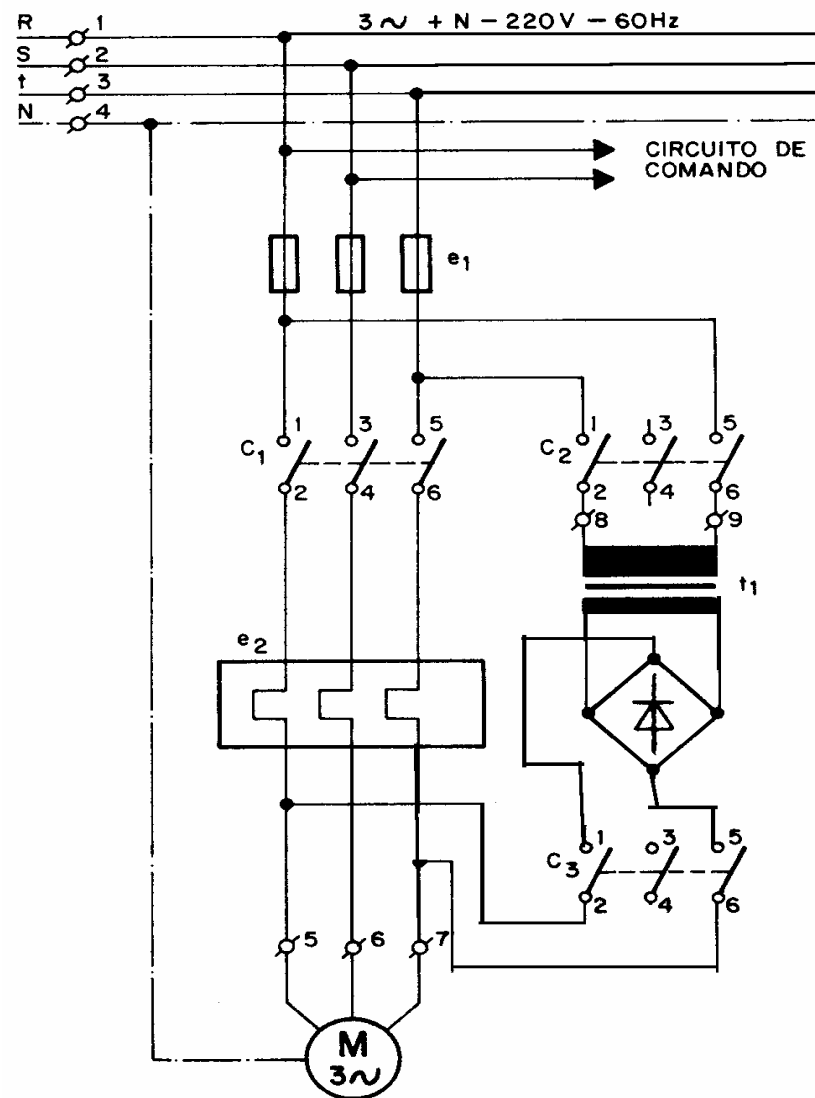 R 1 3∿ + N – 220V – 60Hz
S 2
t 3
N 4
CIRCUITO DE
COMANDO
e1
1 3 5 1 3 5
C1 C2
2 4 6 2 4 6
8 9
t1
e2
1 3 5
C3
2 4 6
5 6 7
M
3∿